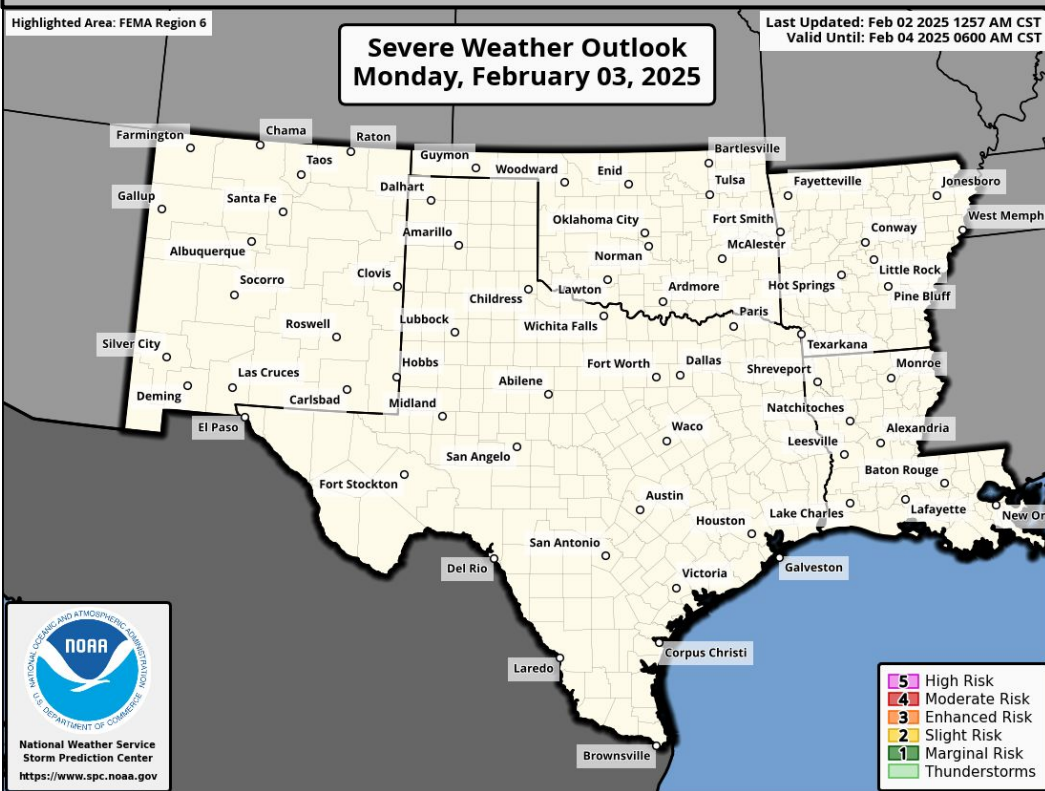 Highlighted Area: FEMA Region 6
Last Updated: Feb 02 2025 1257 AM CST
Valid Until: Feb 04 2025 0600 AM CST
Severe Weather Outlook
Monday, February 03, 2025
Farmington
Chama
Raton
Taos
Gallup
Santa Fe
Albuquerque
Socorro
Clovis
Roswell
Silver City
Las Cruces
Deming
Carlsbad
Hobbs
El Paso
Guymon
Woodward
Enid
Bartlesville
Tulsa
Dalhart
Amarillo
Oklahoma City
Norman
Fort Smith
McAlester
Lawton
Ardmore
Childress
Wichita Falls
Paris
Fayetteville
Jonesboro
West Memph
Conway
Little Rock
Hot Springs
Pine Bluff
Texarkana
Lubbock
Fort Worth
Dallas
Shreveport
Monroe
Abilene
Midland
Natchitoches
Waco
Alexandria
Leesville
San Angelo
Fort Stockton
Baton Rouge
Austin
Lake Charles
Lafayette
New Or
Houston
San Antonio
Del Rio
Galveston
Victoria
Corpus Christi
Laredo
Brownsville
NATIONAL OCEANIC AND ATMOSPHERIC ADMINISTRATION
NOAA
U.S. DEPARTMENT OF COMMERCE
National Weather Service
Storm Prediction Center
https://www.spc.noaa.gov
5 High Risk
4 Moderate Risk
3 Enhanced Risk
2 Slight Risk
1 Marginal Risk
Thunderstorms